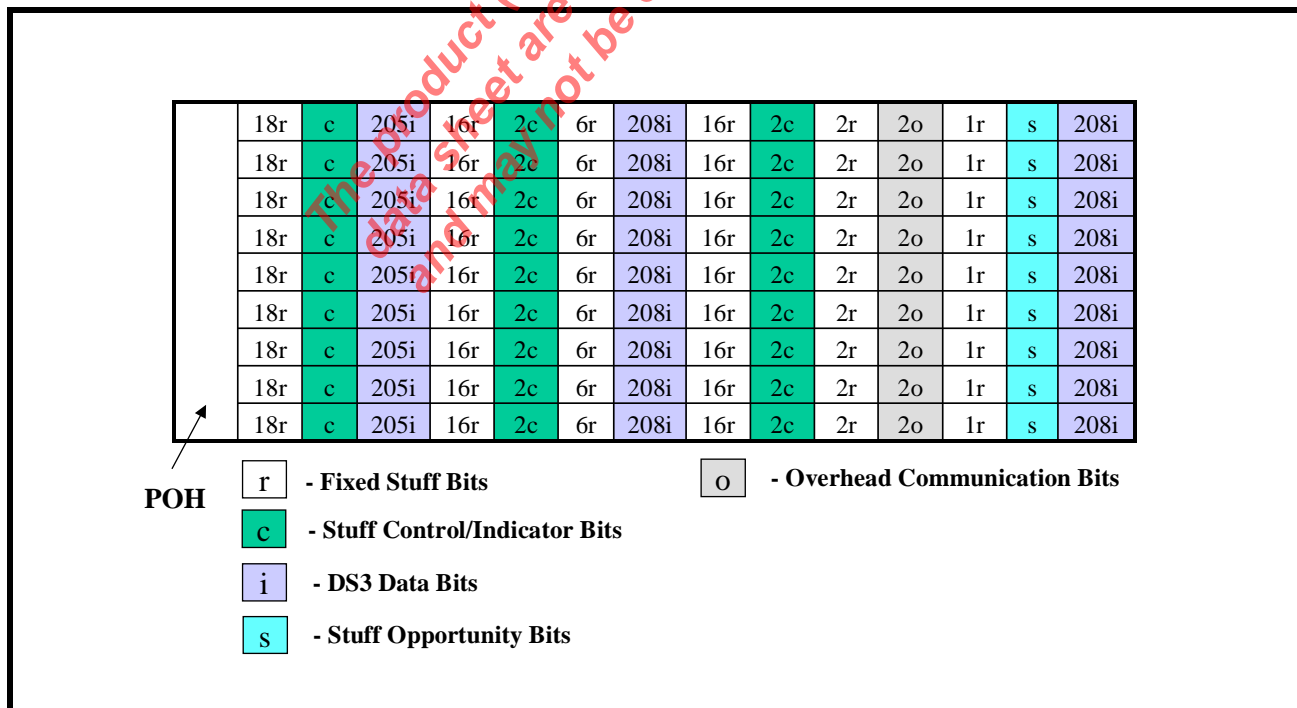 The product
data sheet are
and may not be
18r c 205i 16r 2c 6r 208i 16r 2c 2r 2o 1r s 208i
18r c 205i 16r 2c 6r 208i 16r 2c 2r 2o 1r s 208i
18r c 205i 16r 2c 6r 208i 16r 2c 2r 2o 1r s 208i
18r c 205i 16r 2c 6r 208i 16r 2c 2r 2o 1r s 208i
18r c 205i 16r 2c 6r 208i 16r 2c 2r 2o 1r s 208i
18r c 205i 16r 2c 6r 208i 16r 2c 2r 2o 1r s 208i
18r c 205i 16r 2c 6r 208i 16r 2c 2r 2o 1r s 208i
18r c 205i 16r 2c 6r 208i 16r 2c 2r 2o 1r s 208i
18r c 205i 16r 2c 6r 208i 16r 2c 2r 2o 1r s 208i
POH
r - Fixed Stuff Bits
o - Overhead Communication Bits
c - Stuff Control/Indicator Bits
i - DS3 Data Bits
s - Stuff Opportunity Bits